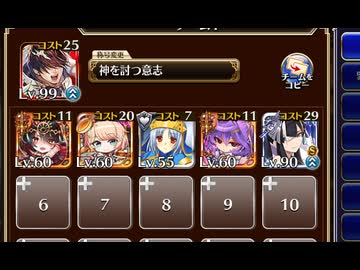 コスト25
称号変更
神を討つ意志
チームを
コピー
Lv.99
コスト11
コスト20
コスト 7
コスト11
コスト29
Lv.60
Lv.60
Lv.55
Lv.60
Lv.90
S
6
7
8
9
10